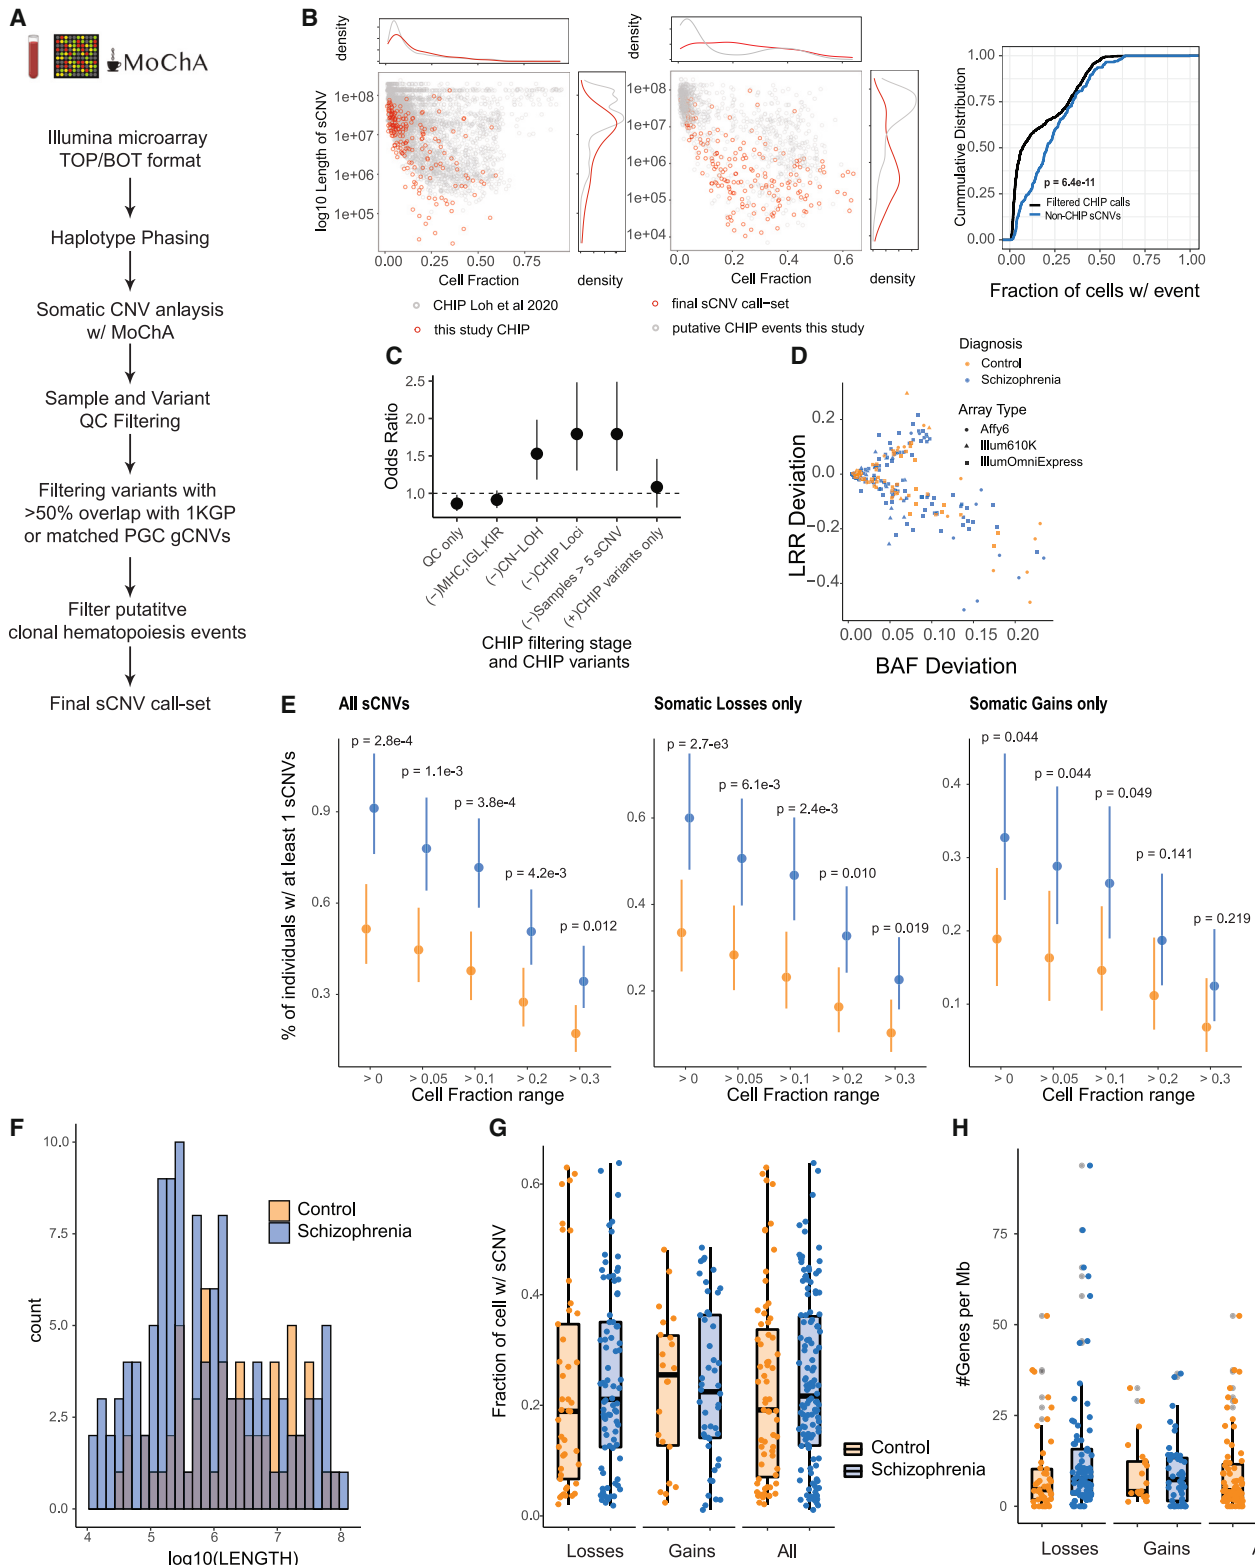 A
MoChA
Illumina microarray
TOP/BOT format
Haplotype Phasing
Somatic CNV anlaysis
w/ MoChA
Sample and Variant
QC Filtering
Filtering variants with
>50% overlap with 1KGP
or matched PGC gCNVs
Filter putatitve
clonal hematopoiesis events
Final sCNV call-set
B
density
log10 Length of sCNV
1e+08
1e+07
1e+06
1e+05
0.00
0.25
0.50
0.75
Cell Fraction
density
CHIP Loh et al 2020
this study CHIP
density
1e+08
1e+07
1e+06
1e+05
1e+04
0.0
0.2
0.4
0.6
Cell Fraction
density
final sCNV call-set
putative CHIP events this study
Cummulative Distribution
1.00
0.75
0.50
0.25
0.00
p = 6.4e-11
Filtered CHIP calls
Non-CHIP sCNVs
0.00
0.25
0.50
0.75
1.00
Fraction of cells w/ event
C
Odds Ratio
2.5
2.0
1.5
1.0
QC only
(-)MHC,IGL,KIR
(-)CN-LOH
(-)CHIP Loci
(-)Samples > 5 sCNV
(+)CHIP variants only
CHIP filtering stage
and CHIP variants
D
Diagnosis
Control
Schizophrenia
Array Type
Affy6
Illum610K
IllumOmniExpress
LRR Deviation
0.2
0.0
-0.2
-0.4
0.00
0.05
0.10
0.15
0.20
BAF Deviation
E
All sCNVs
% of individuals w/ at least 1 sCNVs
0.9
0.6
0.3
p = 2.8e-4
p = 1.1e-3
p = 3.8e-4
p = 4.2e-3
p = 0.012
> 0
> 0.05
> 0.1
> 0.2
> 0.3
Cell Fraction range
Somatic Losses only
0.6
0.4
0.2
p = 2.7-e3
p = 6.1e-3
p = 2.4e-3
p = 0.010
p = 0.019
> 0
> 0.05
> 0.1
> 0.2
> 0.3
Cell Fraction range
Somatic Gains only
0.4
0.3
0.2
0.1
p = 0.044
p = 0.044
p = 0.049
p = 0.141
p = 0.219
> 0
> 0.05
> 0.1
> 0.2
> 0.3
Cell Fraction range
F
count
10.0
7.5
5.0
2.5
0.0
Control
Schizophrenia
4
5
6
7
8
log10(LENGTH)
G
Fraction of cell w/ sCNV
0.6
0.4
0.2
0.0
Losses
Gains
All
Control
Schizophrenia
H
#Genes per Mb
75
50
25
0
Losses
Gains
A